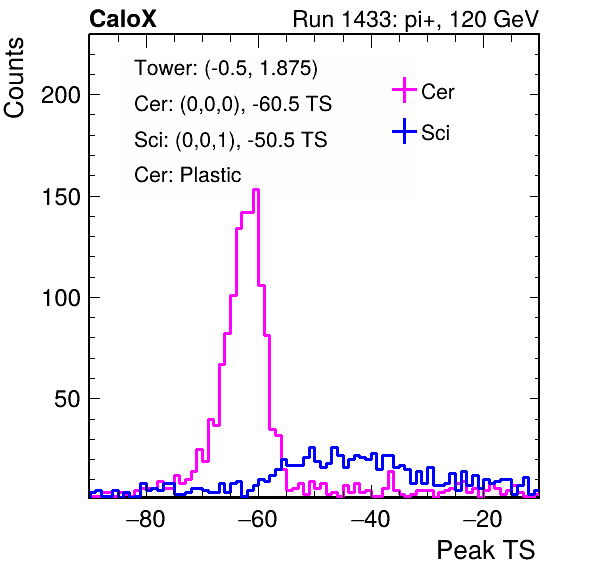 CaloX Run 1433: pi+, 120 GeV
Counts
Tower: (-0.5, 1.875)
Cer: (0,0,0), -60.5 TS
Sci: (0,0,1), -50.5 TS
Cer: Plastic
Cer
Sci
200
150
100
50
−80 −60 −40 −20
Peak TS